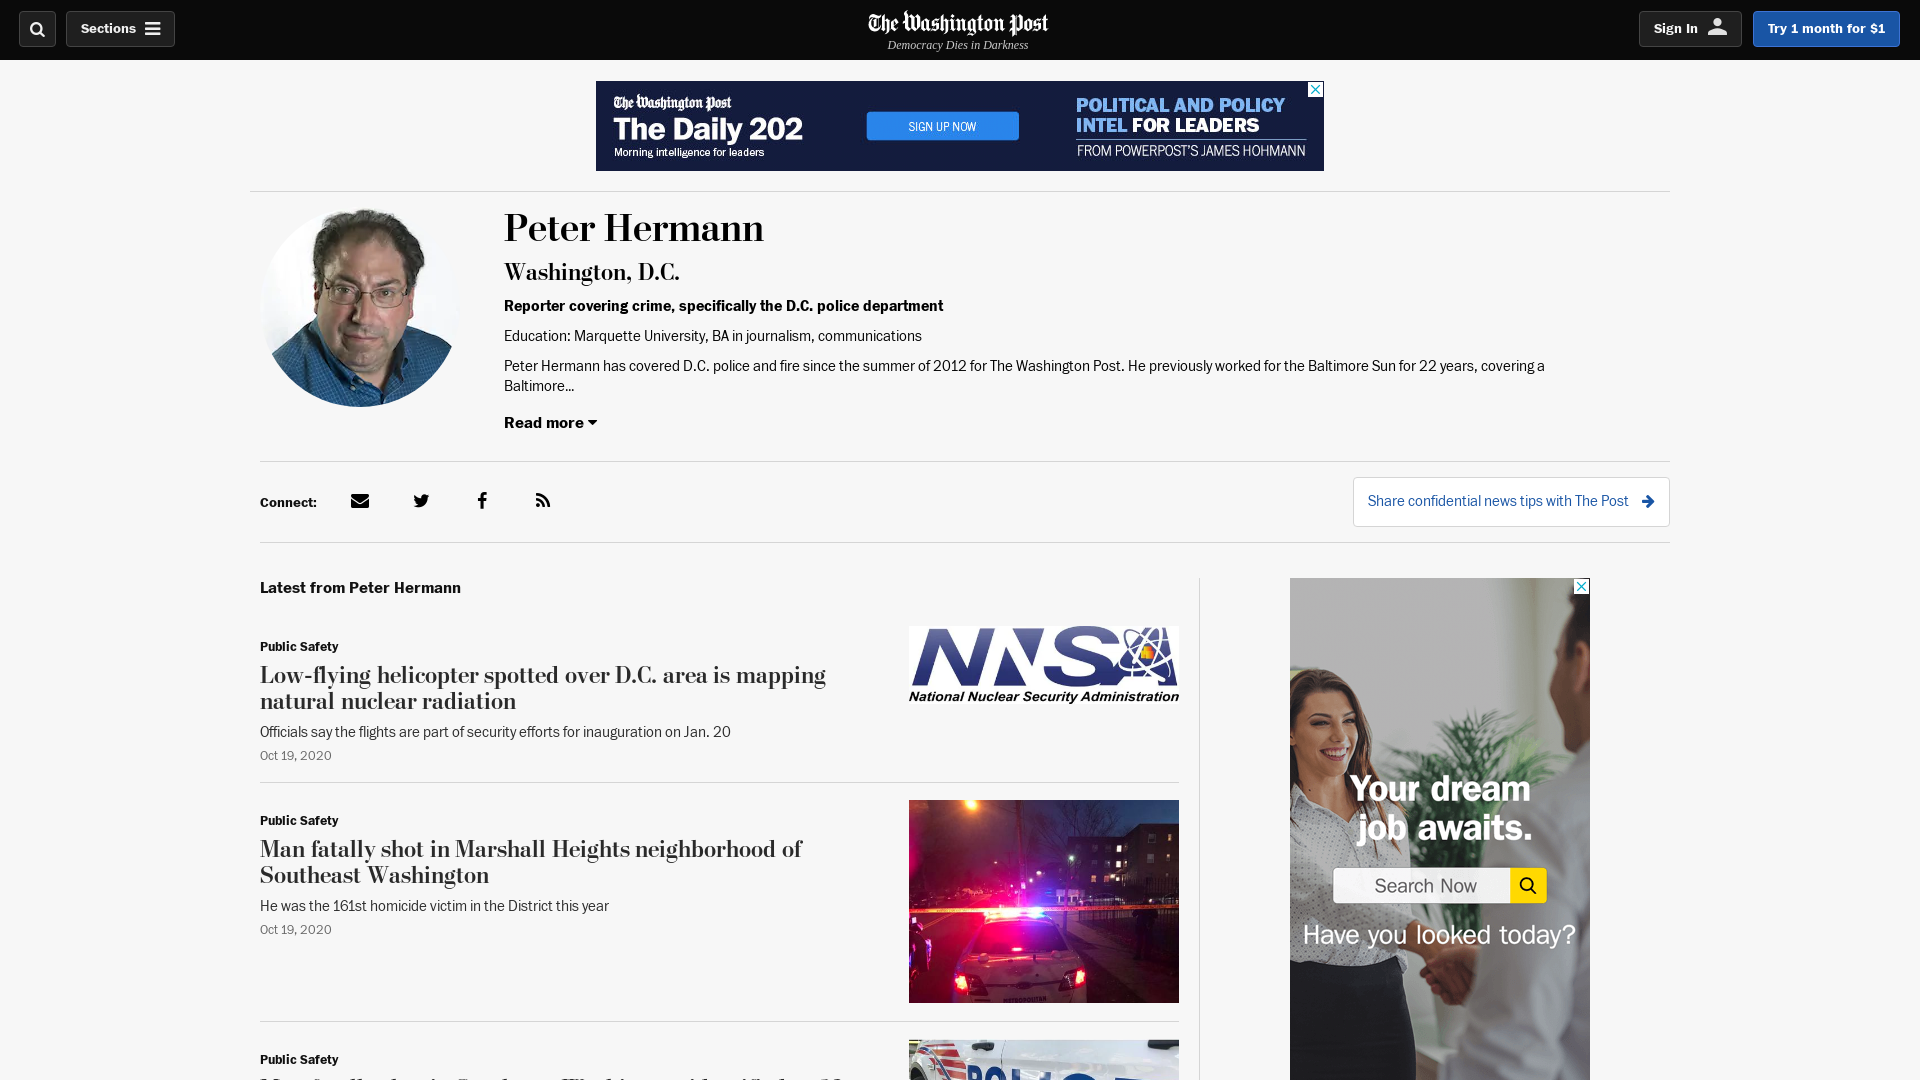 Sections
The Washington Post
Democracy Dies in Darkness
Sign In
Try 1 month for $1
The Washington Post
The Daily 202
Morning intelligence for leaders
SIGN UP NOW
POLITICAL AND POLICY
INTEL FOR LEADERS
FROM POWERPOST'S JAMES HOHMANN
Peter Hermann
Washington, D.C.
Reporter covering crime, specifically the D.C. police department
Education: Marquette University, BA in journalism, communications
Peter Hermann has covered D.C. police and fire since the summer of 2012 for The Washington Post. He previously worked for the Baltimore Sun for 22 years, covering a
Baltimore...
Read more
Connect:
Share confidential news tips with The Post
Latest from Peter Hermann
Public Safety
Low-flying helicopter spotted over D.C. area is mapping
natural nuclear radiation
Officials say the flights are part of security efforts for inauguration on Jan. 20
Oct 19, 2020
NNSA
National Nuclear Security Administration
Public Safety
Man fatally shot in Marshall Heights neighborhood of
Southeast Washington
He was the 161st homicide victim in the District this year
Oct 19, 2020
Public Safety
Your dream
job awaits.
Search Now
Have you looked today?